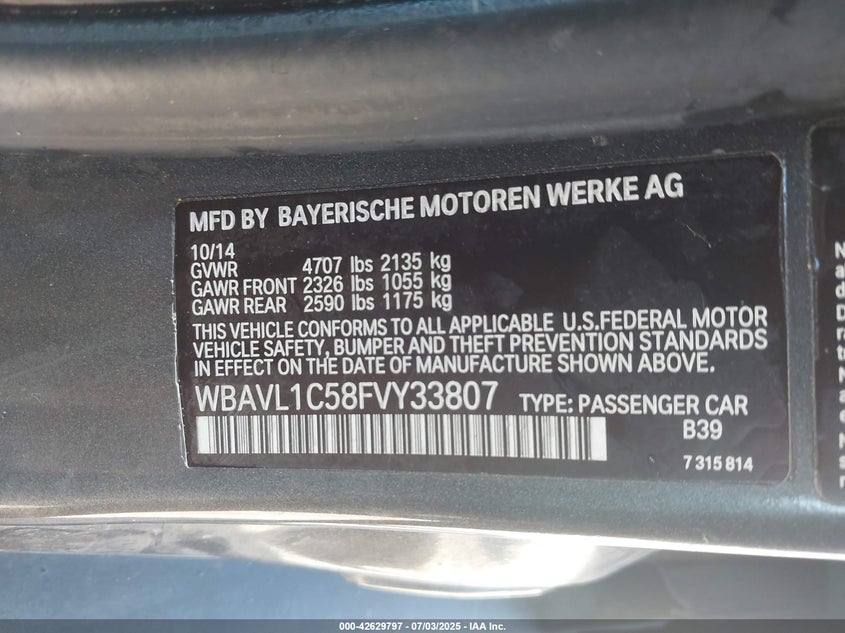 MFD BY BAYERISCHE MOTOREN WERKE AG
10/14
GVWR 4707 lbs 2135 kg
GAWR FRONT 2326 lbs 1055 kg
GAWR REAR 2590 lbs 1175 kg
THIS VEHICLE CONFORMS TO ALL APPLICABLE U.S.FEDERAL MOTOR
VEHICLE SAFETY, BUMPER AND THEFT PREVENTION STANDARDS
IN EFFECT ON THE DATE OF MANUFACTURE SHOWN ABOVE.
WBAVL1C58FVY33807 TYPE: PASSENGER CAR
B39
7 315 814
000-42629797 - 07/03/2025 - IAA Inc.